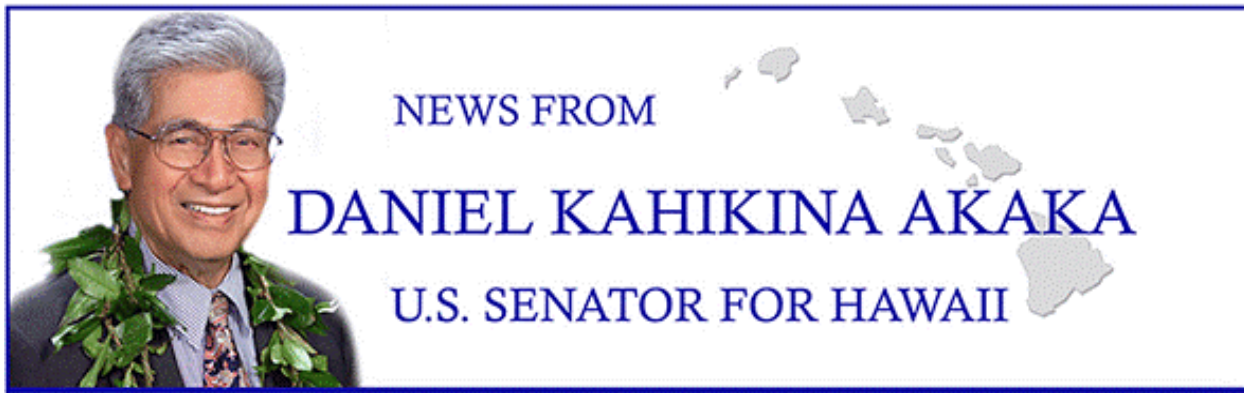 NEWS FROM
DANIEL KAHIKINA AKAKA
U.S. SENATOR FOR HAWAII